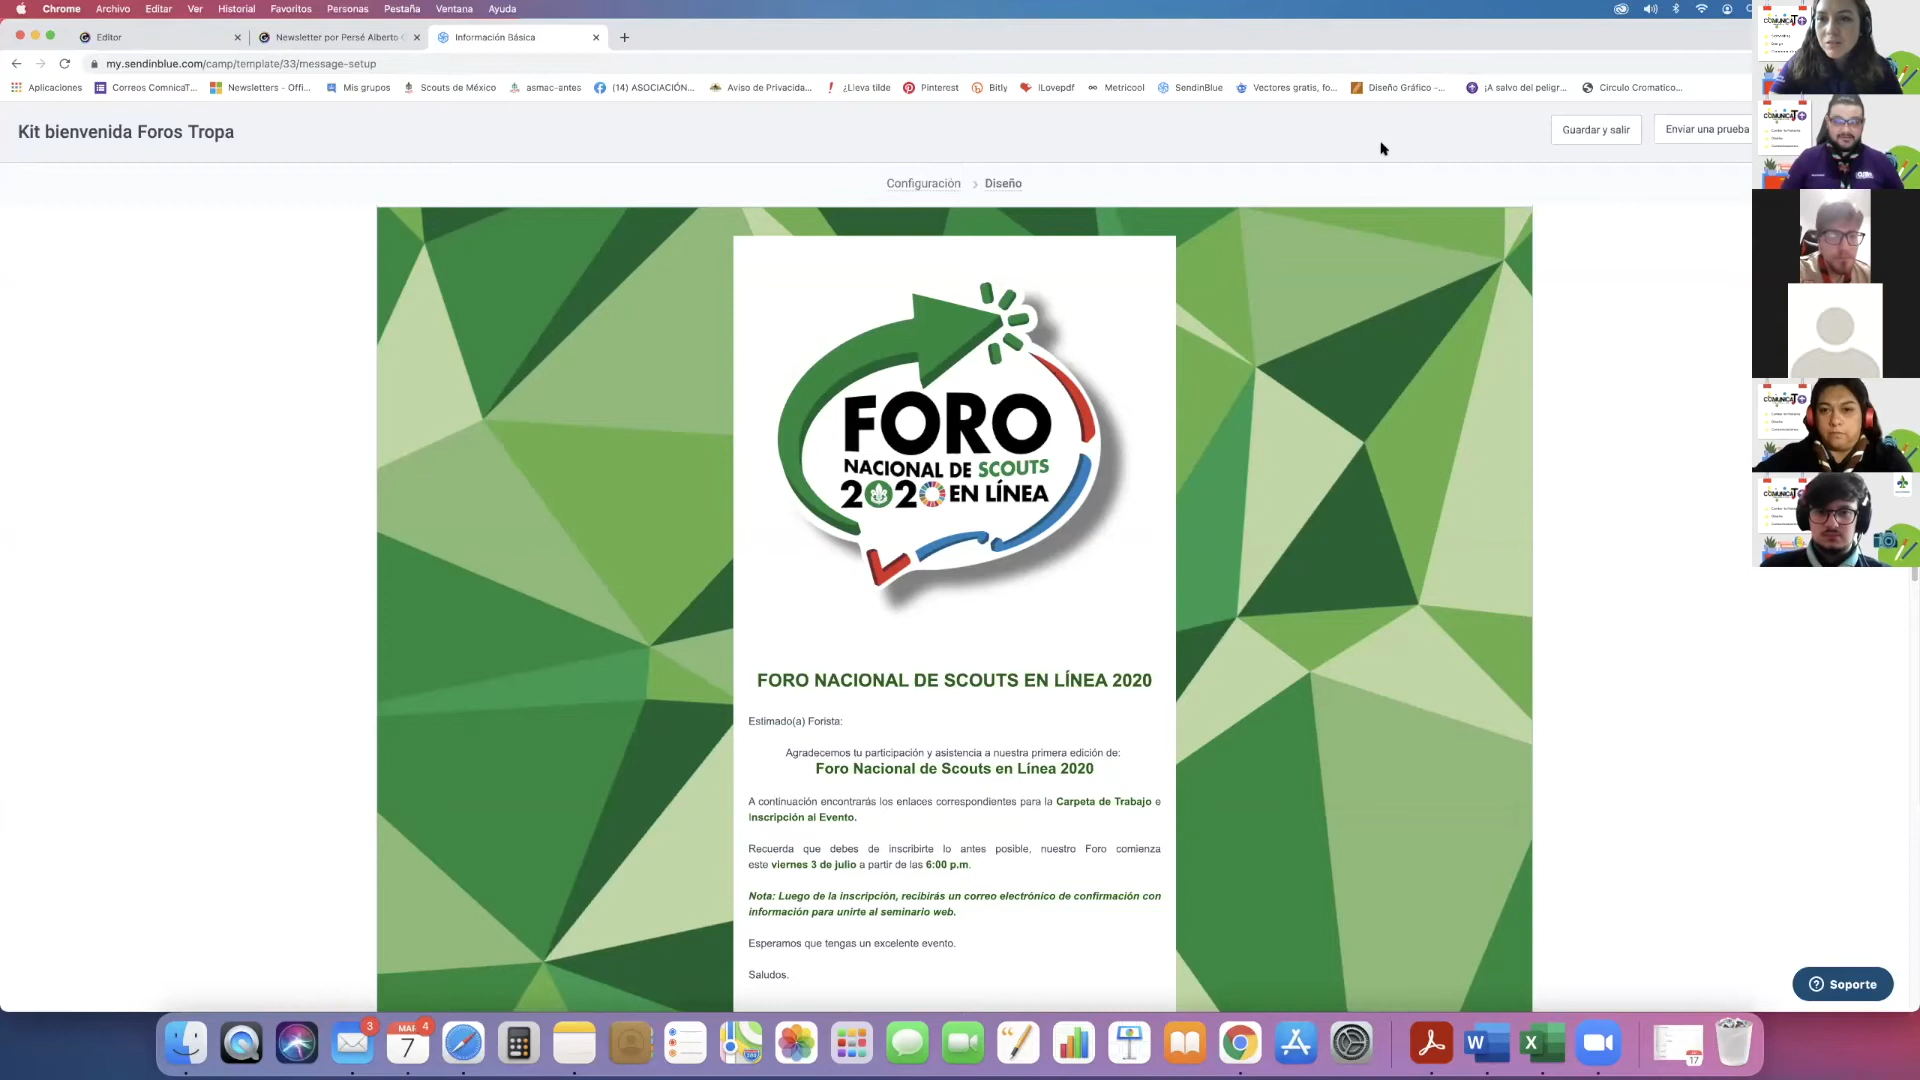 Chrome Archivo Editar Ver Historial Favoritos Personas Pestaña Ventana Ayuda
Editor
Newsletter por Persé Alberto
Información Básica
my.sendinblue.com/camp/template/33/message-setup
Aplicaciones Correos ComnicaT... Newsletters - Offi... Mis grupos Scouts de México asmac-antes (14) ASOCIACIÓN... Aviso de Privacida... ¿Lleva tilde Pinterest Bitly ILovepdf Metricool SendinBlue Vectores gratis, fo... Diseño Gráfico -... ¡A salvo del peligr... Circulo Cromatico...
Kit bienvenida Foros Tropa
Guardar y salir
Enviar una prueba
Configuración > Diseño
FORO
NACIONAL DE SCOUTS
2020 EN LÍNEA
FORO NACIONAL DE SCOUTS EN LÍNEA 2020
Estimado(a) Forista:
Agradecemos tu participación y asistencia a nuestra primera edición de:
Foro Nacional de Scouts en Línea 2020
A continuación encontrarás los enlaces correspondientes para la Carpeta de Trabajo e
Inscripción al Evento.
Recuerda que debes de inscribirte lo antes posible, nuestro Foro comienza
este viernes 3 de julio a partir de las 6:00 p.m.
Nota: Luego de la inscripción, recibirás un correo electrónico de confirmación con
información para unirte al seminario web.
Esperamos que tengas un excelente evento.
Saludos.
Soporte
3
MAR
7
4
17